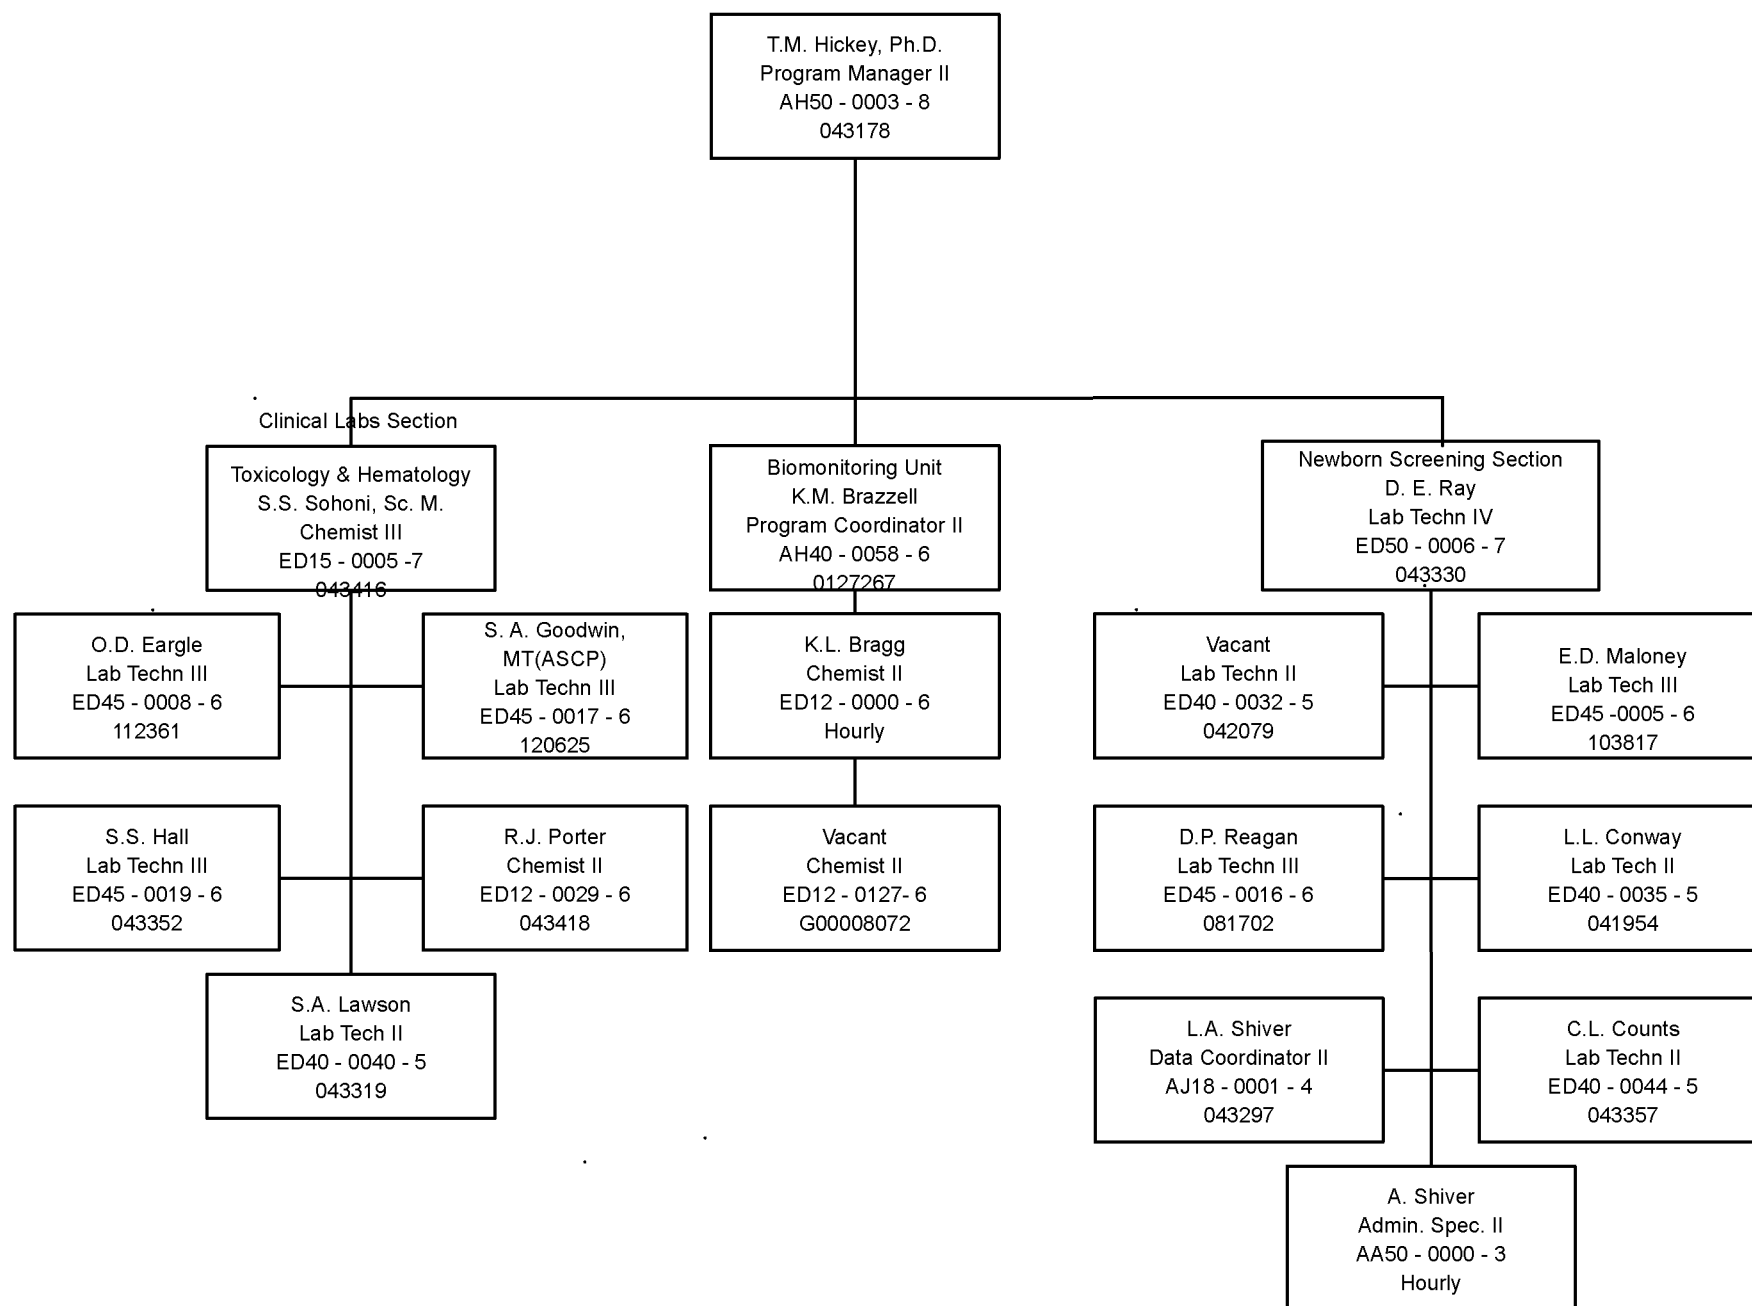 T.M. Hickey, Ph.D.
Program Manager II
AH50 - 0003 - 8
043178
Clinical Labs Section
Toxicology & Hematology
S.S. Sohoni, Sc. M.
Chemist III
ED15 - 0005 -7
043416
Biomonitoring Unit
K.M. Brazzell
Program Coordinator II
AH40 - 0058 - 6
0127267
Newborn Screening Section
D. E. Ray
Lab Techn IV
ED50 - 0006 - 7
043330
O.D. Eargle
Lab Techn III
ED45 - 0008 - 6
112361
S. A. Goodwin,
MT(ASCP)
Lab Techn III
ED45 - 0017 - 6
120625
K.L. Bragg
Chemist II
ED12 - 0000 - 6
Hourly
Vacant
Lab Techn II
ED40 - 0032 - 5
042079
E.D. Maloney
Lab Tech III
ED45 -0005 - 6
103817
S.S. Hall
Lab Techn III
ED45 - 0019 - 6
043352
R.J. Porter
Chemist II
ED12 - 0029 - 6
043418
Vacant
Chemist II
ED12 - 0127- 6
G00008072
D.P. Reagan
Lab Techn III
ED45 - 0016 - 6
081702
L.L. Conway
Lab Tech II
ED40 - 0035 - 5
041954
S.A. Lawson
Lab Tech II
ED40 - 0040 - 5
043319
L.A. Shiver
Data Coordinator II
AJ18 - 0001 - 4
043297
C.L. Counts
Lab Techn II
ED40 - 0044 - 5
043357
A. Shiver
Admin. Spec. II
AA50 - 0000 - 3
Hourly